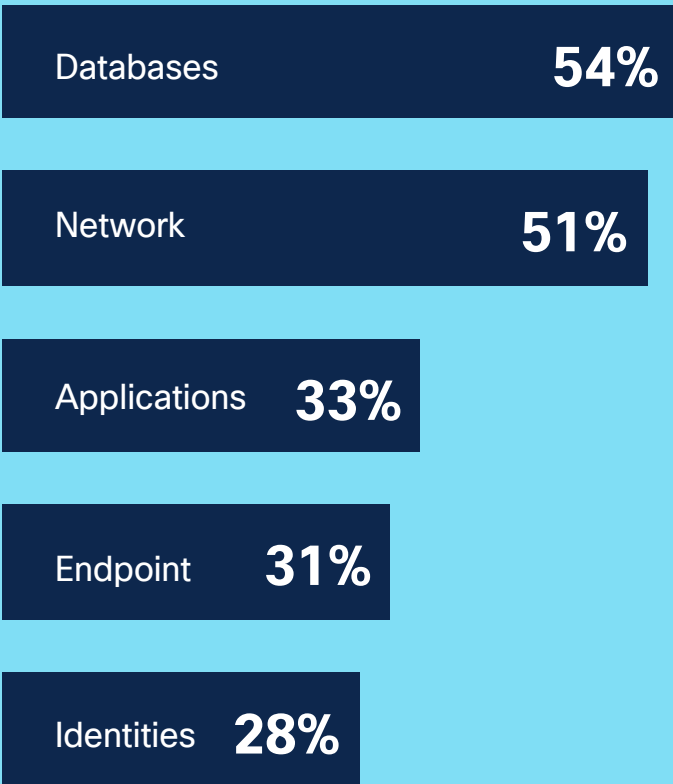 Databases 54%
Network 51%
Applications 33%
Endpoint 31%
Identities 28%